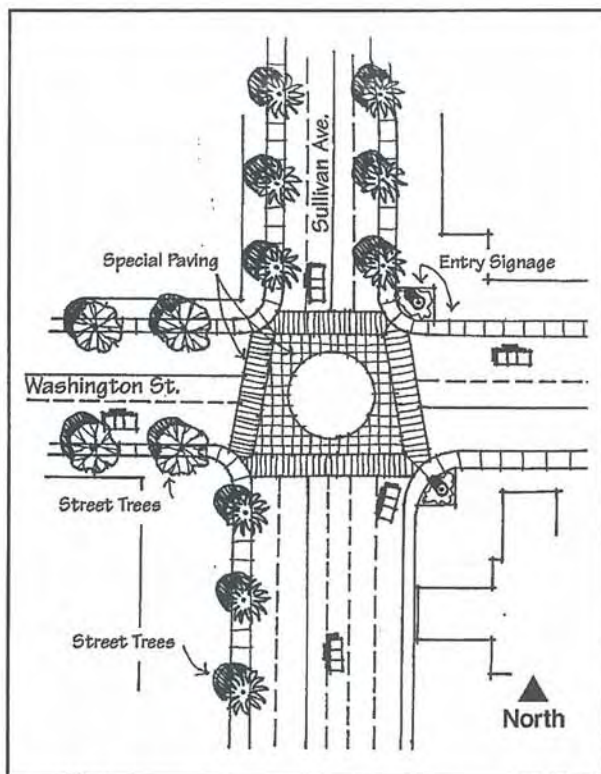 Sullivan Ave.
Special Paving
Entry Signage
Washington St.
Street Trees
Street Trees
North